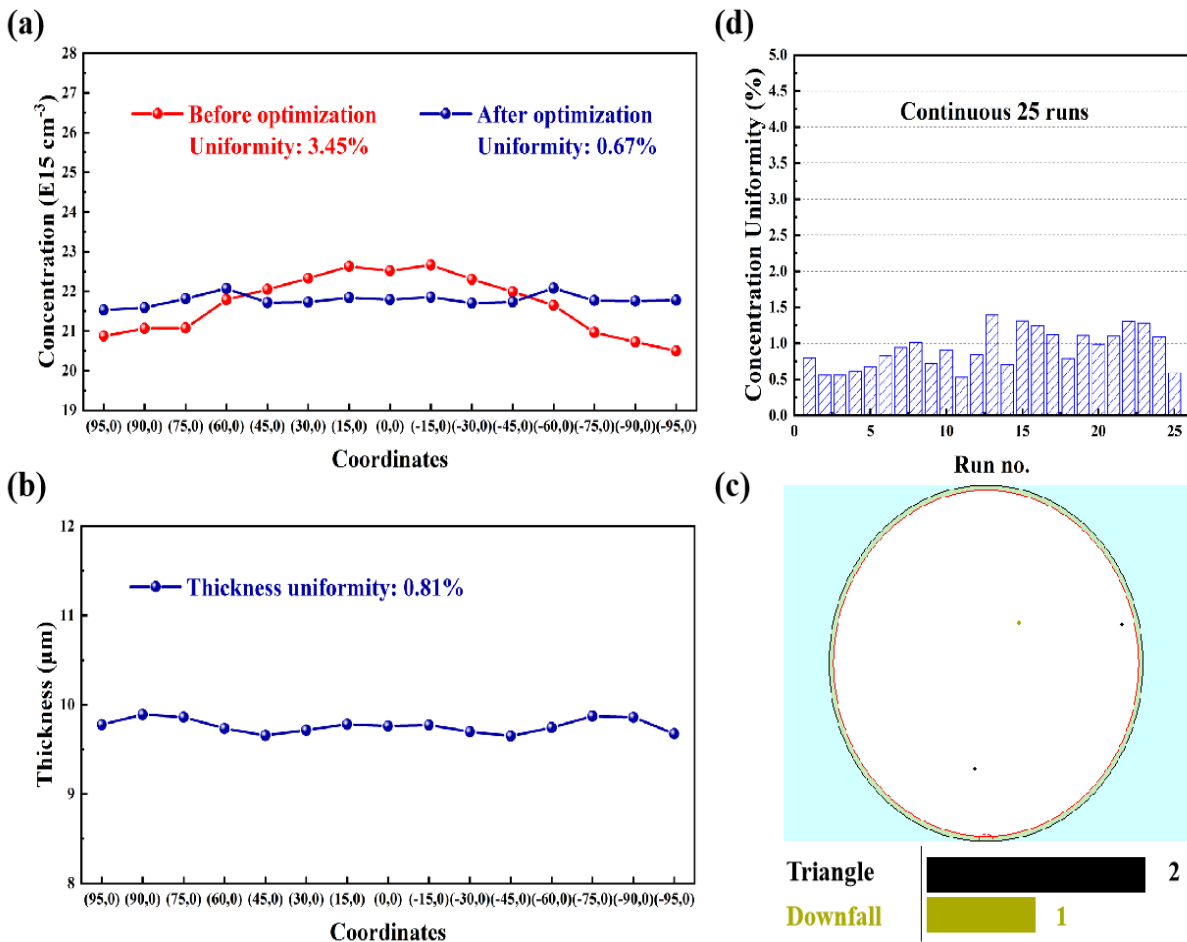 (a)
28
27
26
25
24
23
22
21
20
19
Concentration (E15 cm⁻³)
Before optimization
Uniformity: 3.45%
After optimization
Uniformity: 0.67%
(95,0) (90,0) (75,0) (60,0) (45,0) (30,0) (15,0) (0,0) (-15,0) (-30,0) (-45,0) (-60,0) (-75,0) (-90,0) (-95,0)
Coordinates
(b)
12
11
10
9
8
Thickness (µm)
Thickness uniformity: 0.81%
(95,0) (90,0) (75,0) (60,0) (45,0) (30,0) (15,0) (0,0) (-15,0) (-30,0) (-45,0) (-60,0) (-75,0) (-90,0) (-95,0)
Coordinates
(d)
5.0
4.5
4.0
3.5
3.0
2.5
2.0
1.5
1.0
0.5
0.0
Concentration Uniformity (%)
Continuous 25 runs
0 5 10 15 20 25
Run no.
(c)
Triangle 2
Downfall 1